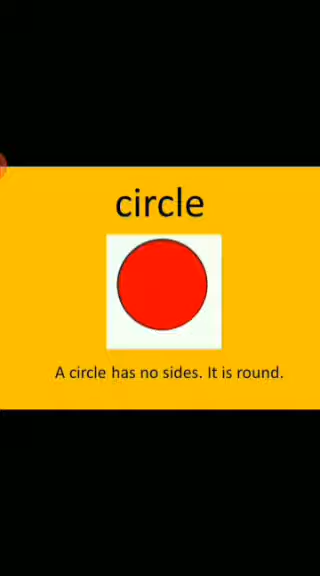 circle
A circle has no sides. It is round.